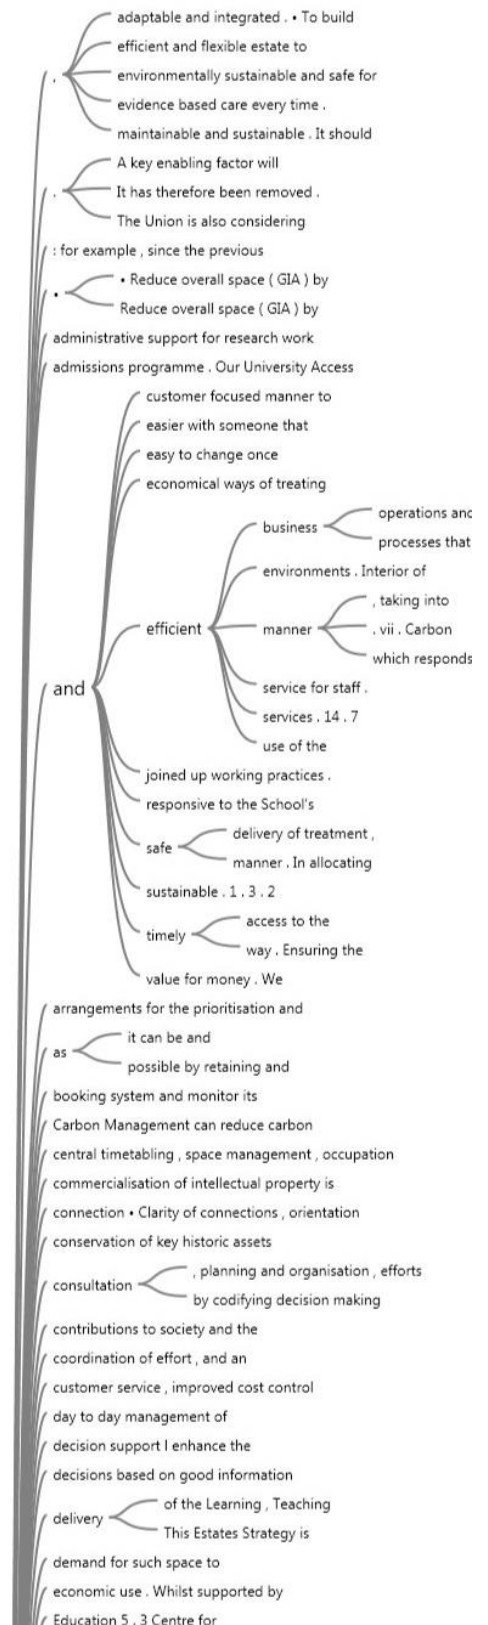 adaptable and integrated . • To build
efficient and flexible estate to
,
environmentally sustainable and safe for
evidence based care every time .
maintainable and sustainable . It should
A key enabling factor will
.
It has therefore been removed .
The Union is also considering
: for example , since the previous
•
• Reduce overall space ( GIA ) by
Reduce overall space ( GIA ) by
administrative support for research work
admissions programme . Our University Access
customer focused manner to
easier with someone that
easy to change once
economical ways of treating
business
operations and
processes that
environments . Interior of
efficient
manner
, taking into
. vii . Carbon
which responds
and
service for staff .
services . 14 . 7
use of the
joined up working practices .
responsive to the School's
safe
delivery of treatment ,
manner . In allocating
sustainable . 1 . 3 . 2
timely
access to the
way . Ensuring the
value for money . We
arrangements for the prioritisation and
as
it can be and
possible by retaining and
booking system and monitor its
Carbon Management can reduce carbon
central timetabling , space management , occupation
commercialisation of intellectual property is
connection • Clarity of connections , orientation
conservation of key historic assets
consultation
, planning and organisation , efforts
by codifying decision making
contributions to society and the
coordination of effort , and an
customer service , improved cost control
day to day management of
decision support I enhance the
decisions based on good information
delivery
of the Learning , Teaching
This Estates Strategy is
demand for such space to
economic use . Whilst supported by
Education 5 . 3 Centre for